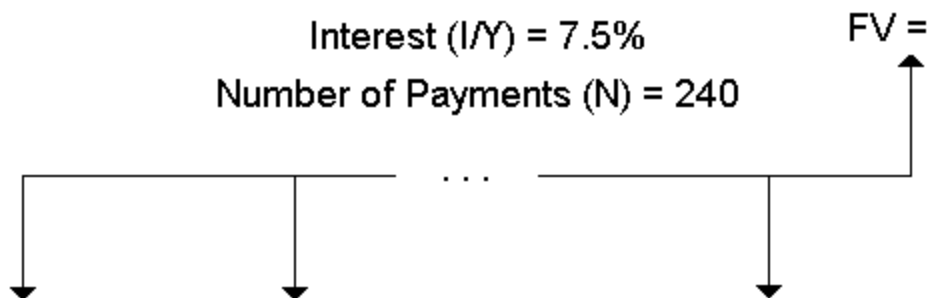 Interest (I/Y) = 7.5%
FV =
Number of Payments (N) = 240
. . .